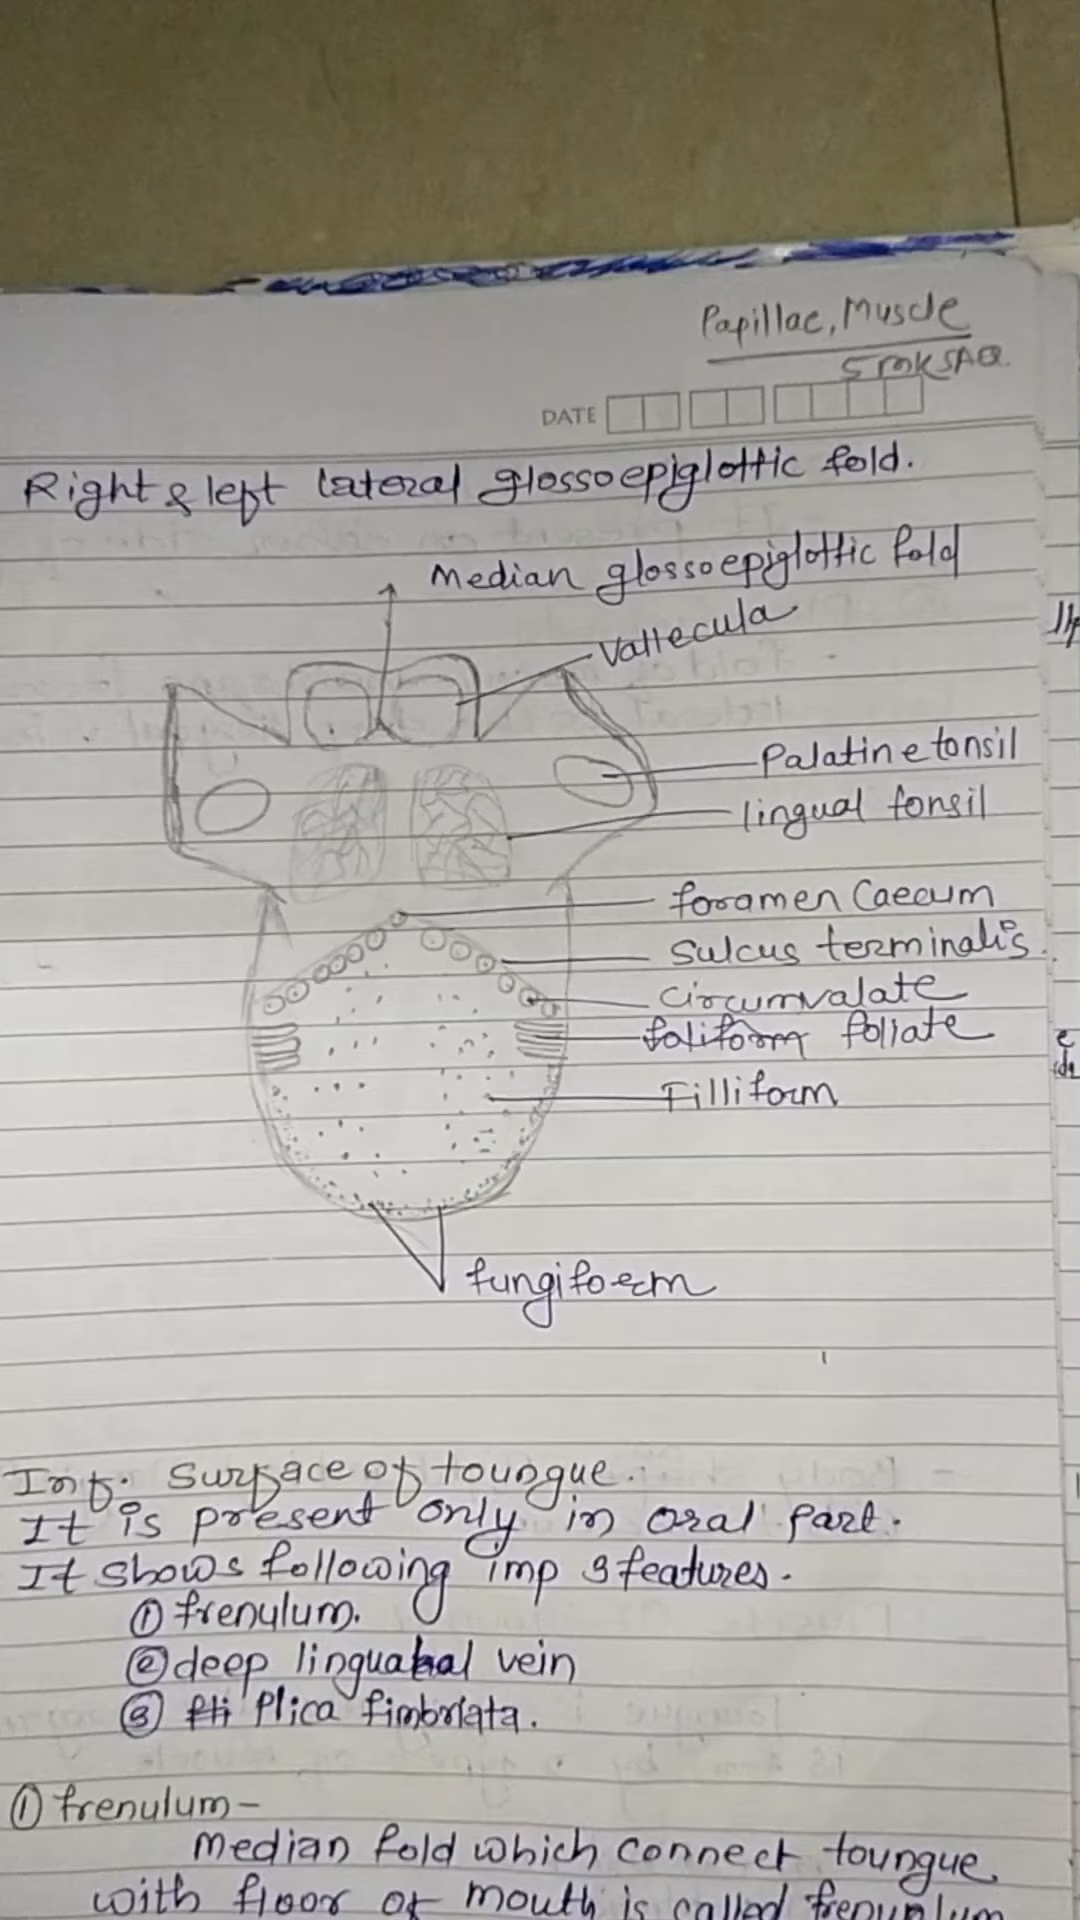 Papillae, Muscle
5 mk SAQ.
DATE
Right & left lateral glossoepiglottic fold.
Median glossoepiglottic fold
Vallecula
Palatine tonsil
lingual tonsil
foramen Caecum
Sulcus terminalis
Circumvalate
foliate
Filliform
fungiform
Inf. Surface of toungue.
It is present only in oral part.
It shows following imp 3 features.
① frenulum.
② deep lingual vein
③ Plica fimbriata.
① frenulum-
Median fold which connect toungue
with floor of mouth is called frenulum